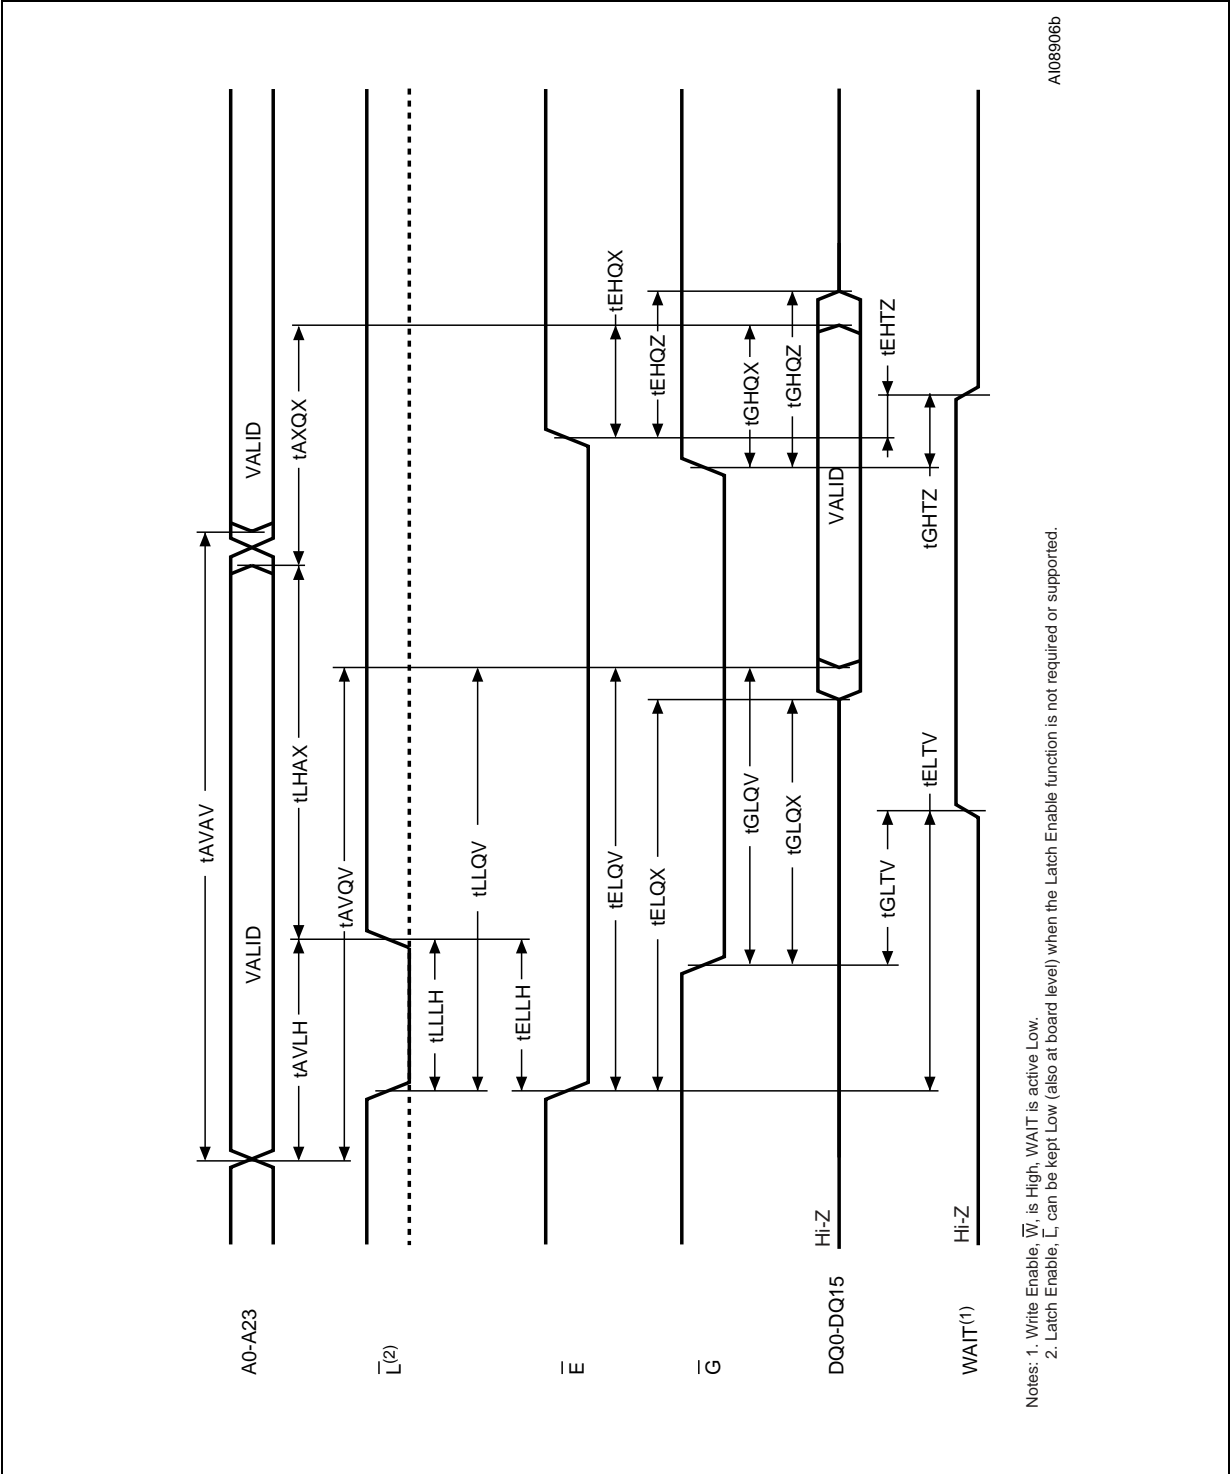 A0-A23
VALID
VALID
tAVAV
tAVLH
tLHAX
tAXQX
tAVQV
L̅(2)
tLLLH
tLLQV
tELLH
E̅
tELQV
tEHQX
tELQX
tEHQZ
G̅
tGLQV
tGHQX
tGLQX
tGHQZ
DQ0-DQ15
Hi-Z
VALID
tGLTV
tEHTZ
tELTV
tGHTZ
WAIT(1)
Hi-Z
Notes: 1. Write Enable, W̅, is High, WAIT is active Low.
2. Latch Enable, L̅, can be kept Low (also at board level) when the Latch Enable function is not required or supported.
AI08906b